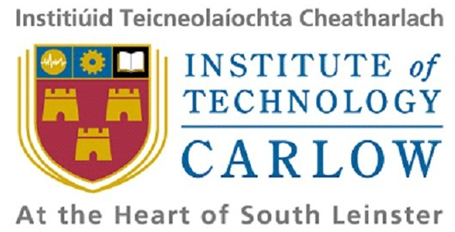 Institiúid Teicneolaíochta Cheatharlach
INSTITUTE of
TECHNOLOGY
CARLOW
At the Heart of South Leinster